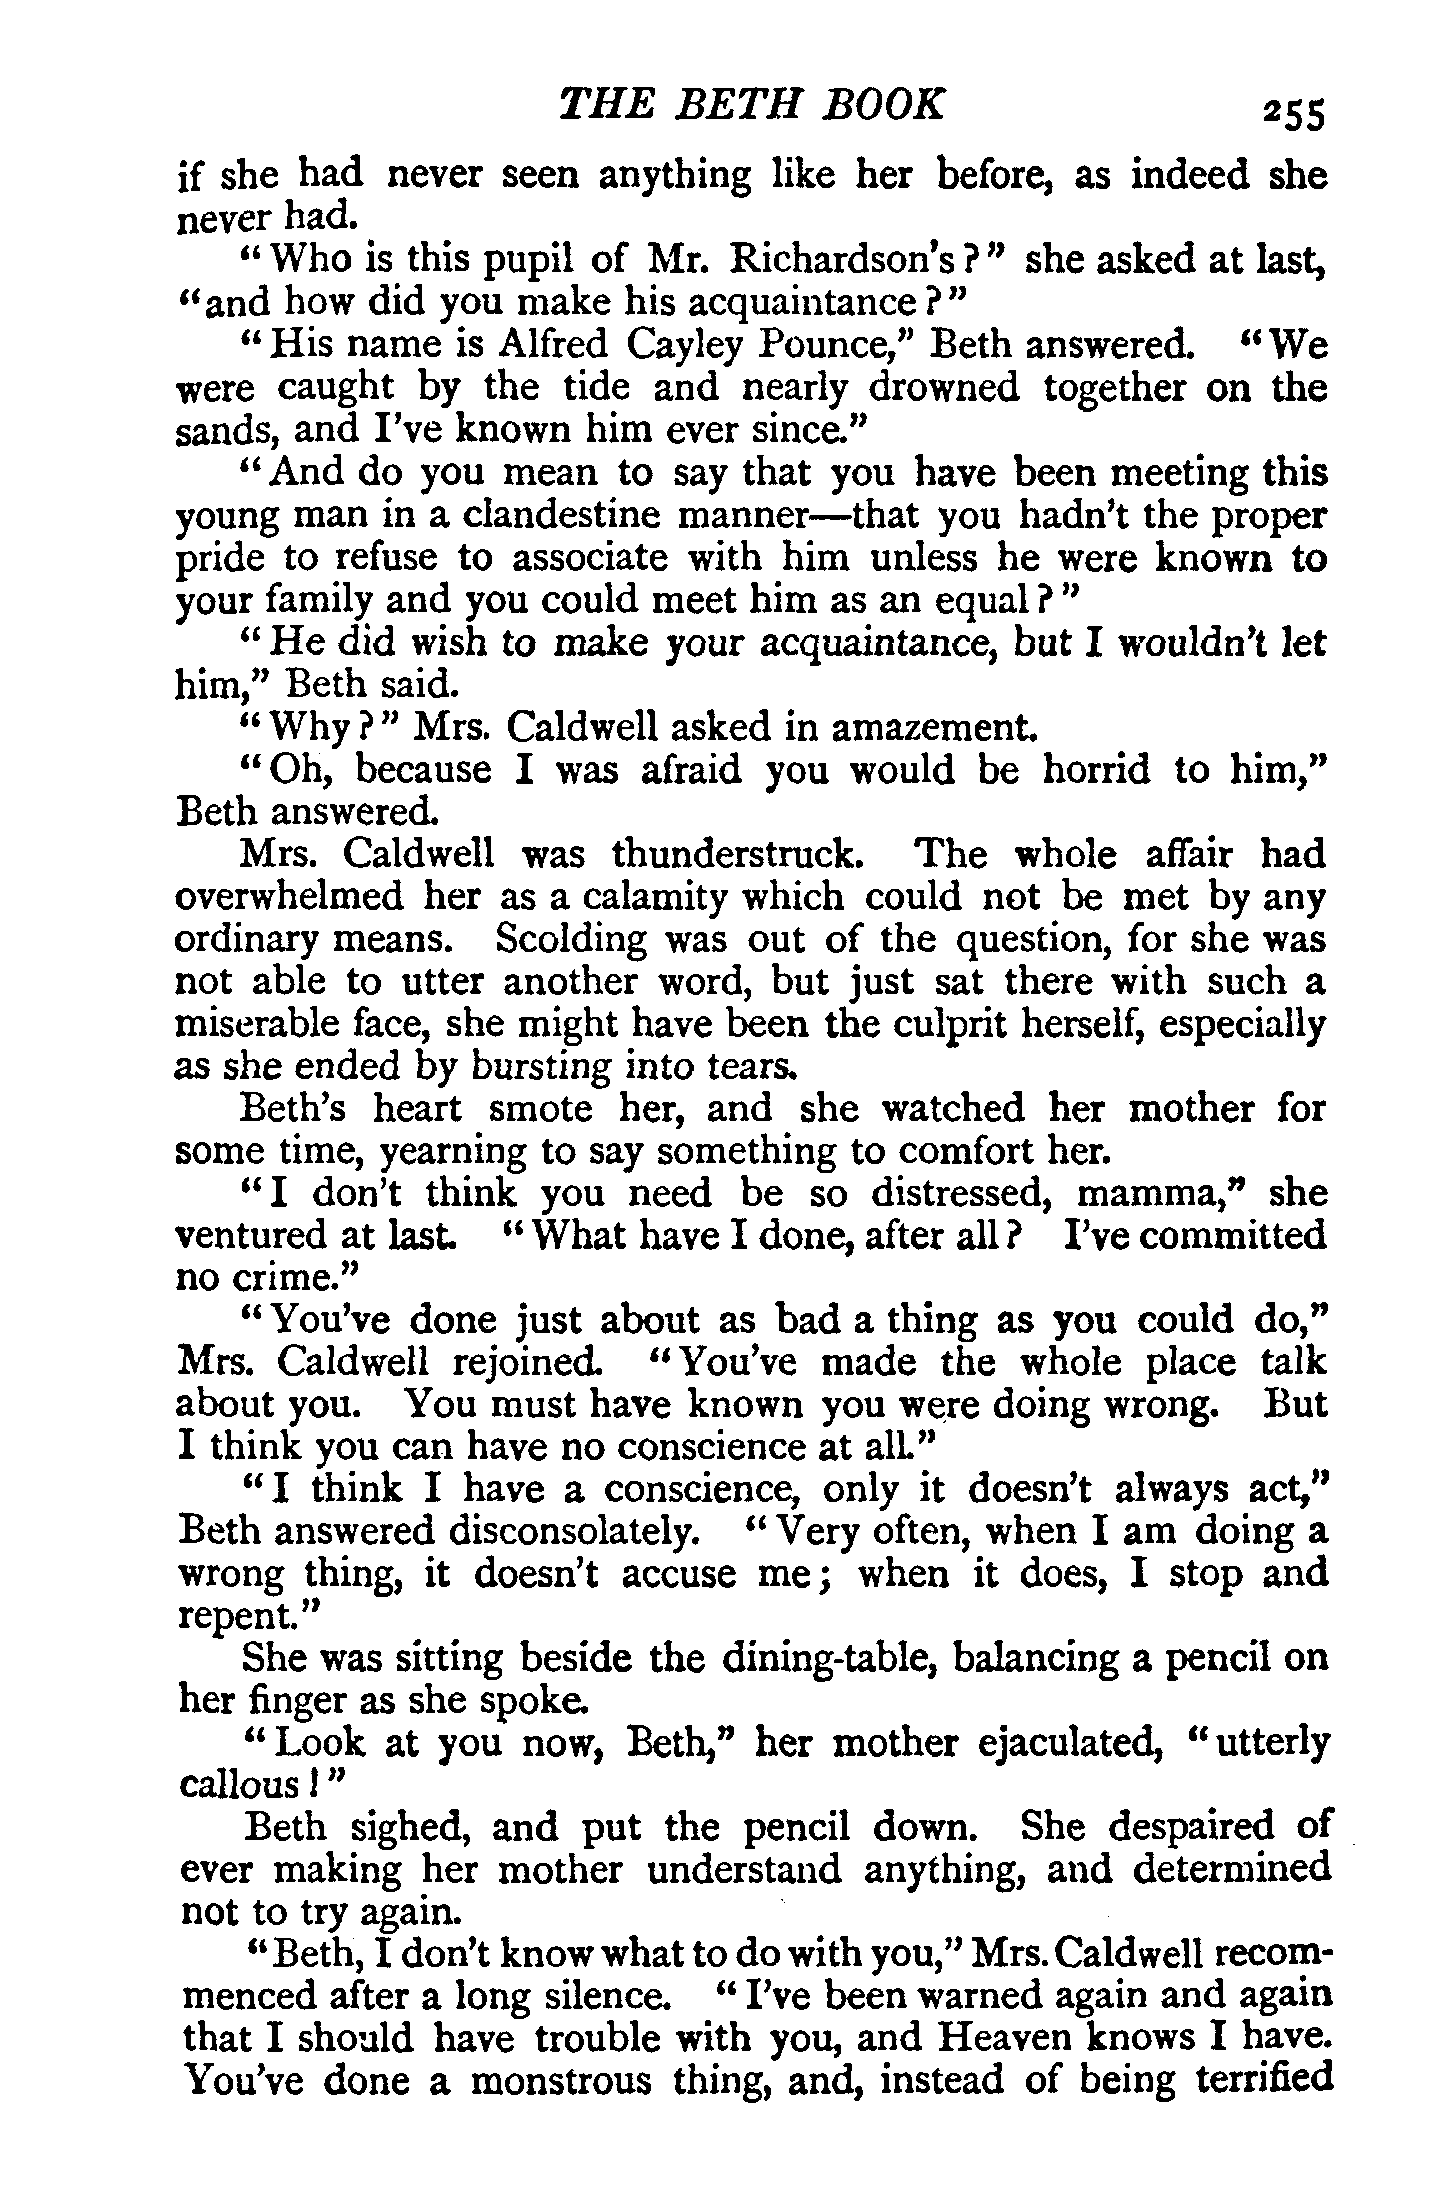 THE BETH BOOK 255
if she had never seen anything like her before, as indeed she
never had.
"Who is this pupil of Mr. Richardson's?" she asked at last,
"and how did you make his acquaintance?"
"His name is Alfred Cayley Pounce," Beth answered. "We
were caught by the tide and nearly drowned together on the
sands, and I've known him ever since."
"And do you mean to say that you have been meeting this
young man in a clandestine manner—that you hadn't the proper
pride to refuse to associate with him unless he were known to
your family and you could meet him as an equal?"
"He did wish to make your acquaintance, but I wouldn't let
him," Beth said.
"Why?" Mrs. Caldwell asked in amazement.
"Oh, because I was afraid you would be horrid to him,"
Beth answered.
Mrs. Caldwell was thunderstruck. The whole affair had
overwhelmed her as a calamity which could not be met by any
ordinary means. Scolding was out of the question, for she was
not able to utter another word, but just sat there with such a
miserable face, she might have been the culprit herself, especially
as she ended by bursting into tears.
Beth's heart smote her, and she watched her mother for
some time, yearning to say something to comfort her.
"I don't think you need be so distressed, mamma," she
ventured at last. "What have I done, after all? I've committed
no crime."
"You've done just about as bad a thing as you could do,"
Mrs. Caldwell rejoined. "You've made the whole place talk
about you. You must have known you were doing wrong. But
I think you can have no conscience at all."
"I think I have a conscience, only it doesn't always act,"
Beth answered disconsolately. "Very often, when I am doing a
wrong thing, it doesn't accuse me; when it does, I stop and
repent."
She was sitting beside the dining-table, balancing a pencil on
her finger as she spoke.
"Look at you now, Beth," her mother ejaculated, "utterly
callous!"
Beth sighed, and put the pencil down. She despaired of
ever making her mother understand anything, and determined
not to try again.
"Beth, I don't know what to do with you," Mrs. Caldwell recom-
menced after a long silence. "I've been warned again and again
that I should have trouble with you, and Heaven knows I have.
You've done a monstrous thing, and, instead of being terrified